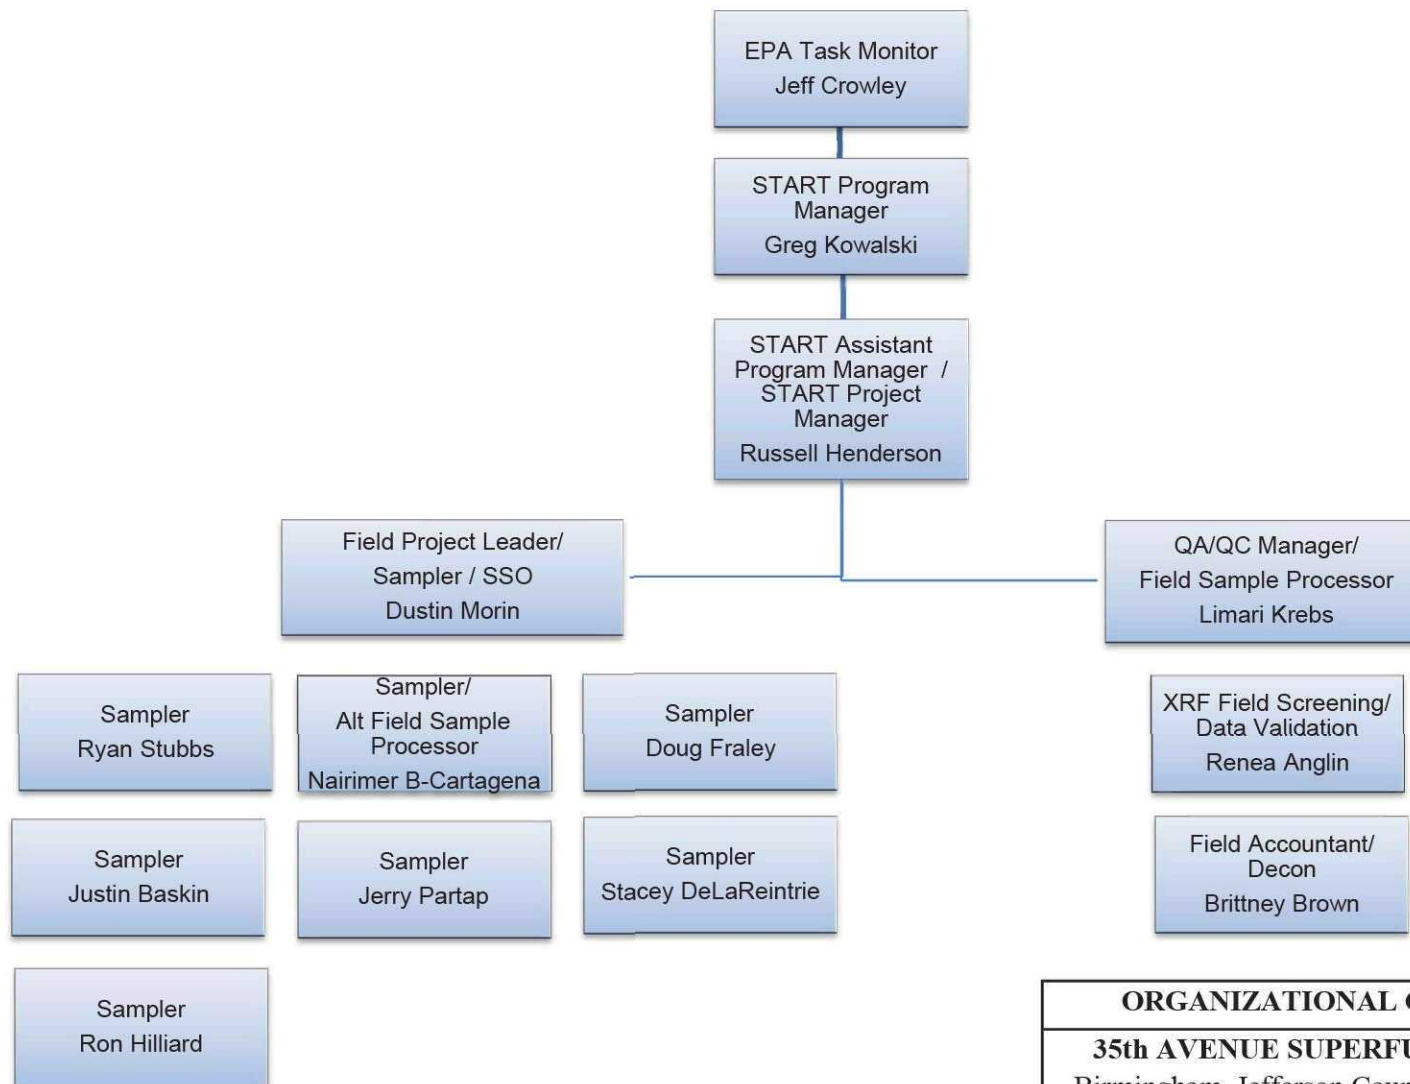 EPA Task Monitor
Jeff Crowley
START Program
Manager
Greg Kowalski
START Assistant
Program Manager /
START Project
Manager
Russell Henderson
Field Project Leader/
Sampler / SSO
Dustin Morin
QA/QC Manager/
Field Sample Processor
Limari Krebs
Sampler
Ryan Stubbs
Sampler/
Alt Field Sample
Processor
Nairimer B-Cartagena
Sampler
Doug Fraley
XRF Field Screening/
Data Validation
Renea Anglin
Sampler
Justin Baskin
Sampler
Jerry Partap
Sampler
Stacey DeLaReintrie
Field Accountant/
Decon
Brittney Brown
Sampler
Ron Hilliard
ORGANIZATIONAL
35th AVENUE
Birmingham, Jefferson